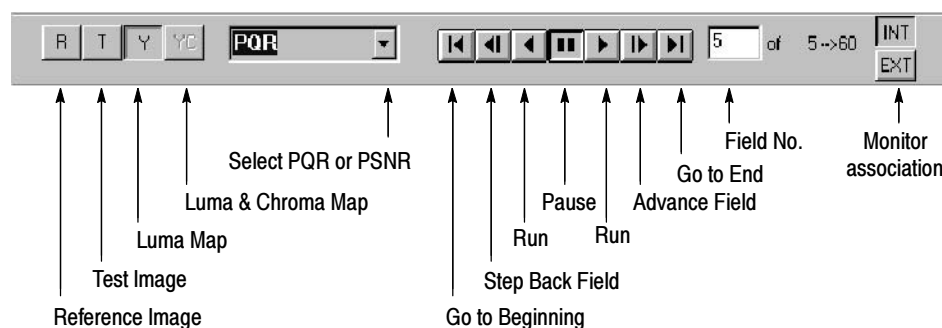 R T Y YC PQR 5 of 5-->60 INT
EXT
Field No. Monitor
Select PQR or PSNR Go to End association
Luma & Chroma Map Pause Advance Field
Luma Map Run Run
Test Image Step Back Field
Reference Image Go to Beginning